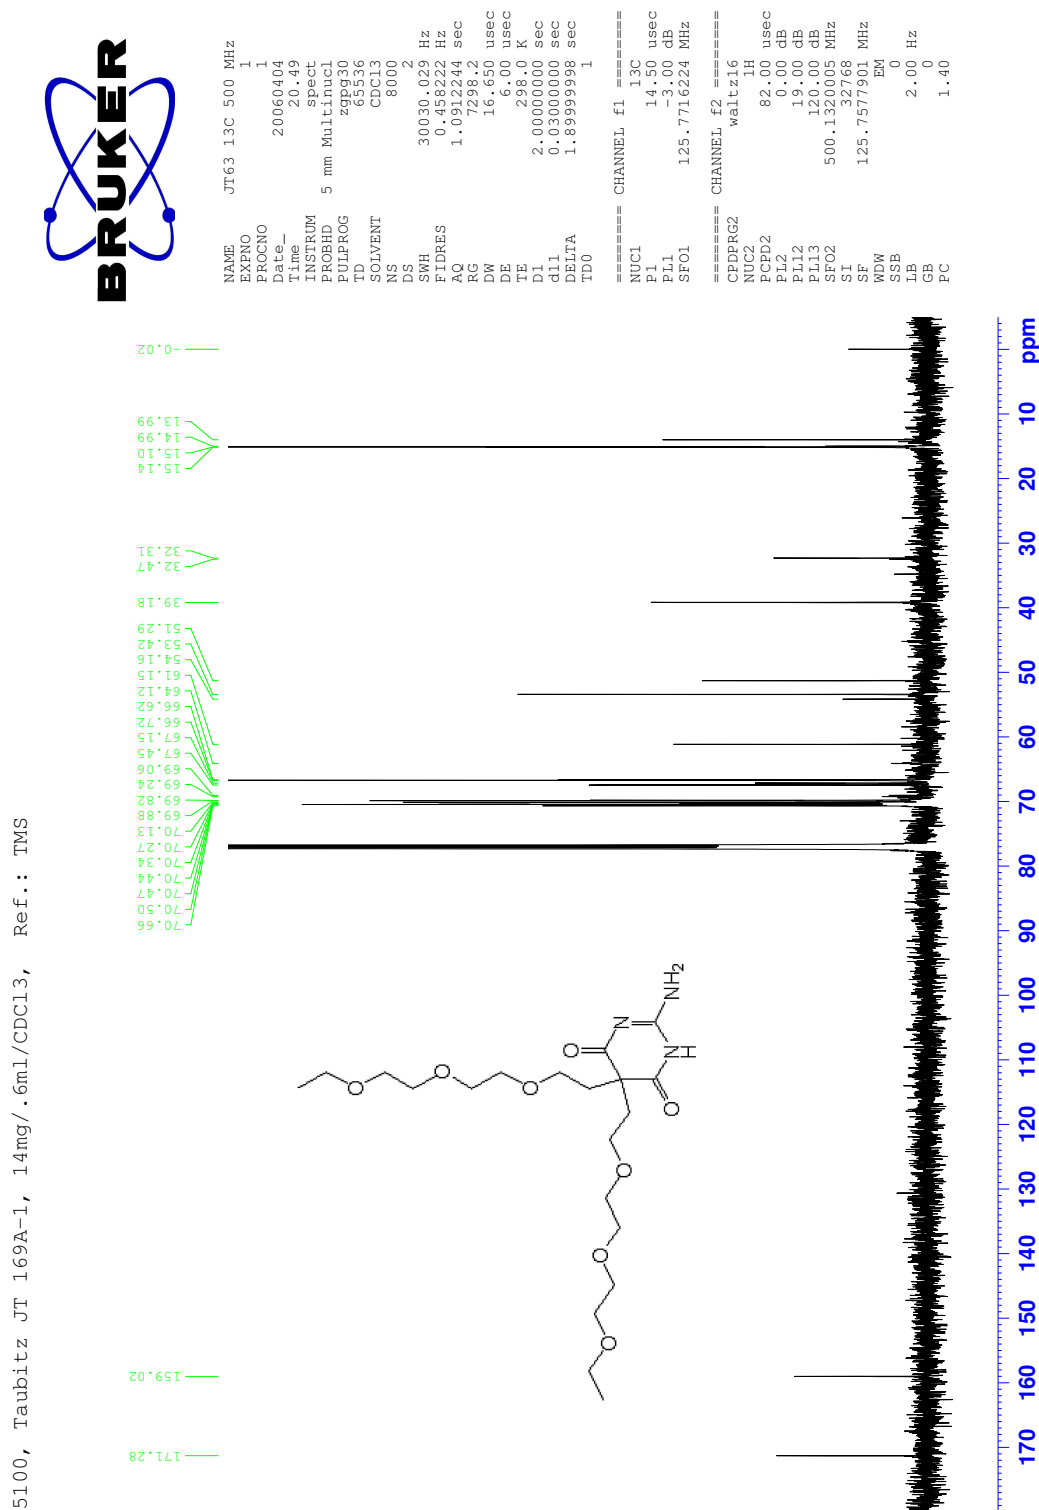 5100, Taubitz JT 169A-1, 14mg/.6ml/CDCl3, Ref.: TMS
171.28
159.02
70.66
70.50
70.47
70.44
70.34
70.27
70.13
69.88
69.82
69.24
69.06
67.45
67.15
66.72
66.62
64.12
61.15
54.16
53.42
51.29
39.18
32.47
32.31
15.14
15.10
14.99
13.99
-0.02
BRUKER
NAME JT63 13C 500 MHz
EXPNO 1
PROCNO 1
Date_ 20060404
Time 20.49
INSTRUM spect
PROBHD 5 mm Multinucl
PULPROG zgpg30
TD 65536
SOLVENT CDCl3
NS 8000
DS 2
SWH 30030.029 Hz
FIDRES 0.458222 Hz
AQ 1.0912244 sec
RG 7298.2
DW 16.650 usec
DE 6.00 usec
TE 298.0 K
D1 2.00000000 sec
d11 0.03000000 sec
DELTA 1.89999998 sec
TD0 1
======== CHANNEL f1 ========
NUC1 13C
P1 14.50 usec
PL1 -3.00 dB
SFO1 125.7716224 MHz
======== CHANNEL f2 ========
CPDPRG2 waltz16
NUC2 1H
PCPD2 82.00 usec
PL2 0.00 dB
PL12 19.00 dB
PL13 120.00 dB
SFO2 500.1320005 MHz
SI 32768
SF 125.7577901 MHz
WDW EM
SSB 0
LB 2.00 Hz
GB 0
PC 1.40
O O O O N NH2
O O O O NH
170 160 150 140 130 120 110 100 90 80 70 60 50 40 30 20 10 ppm